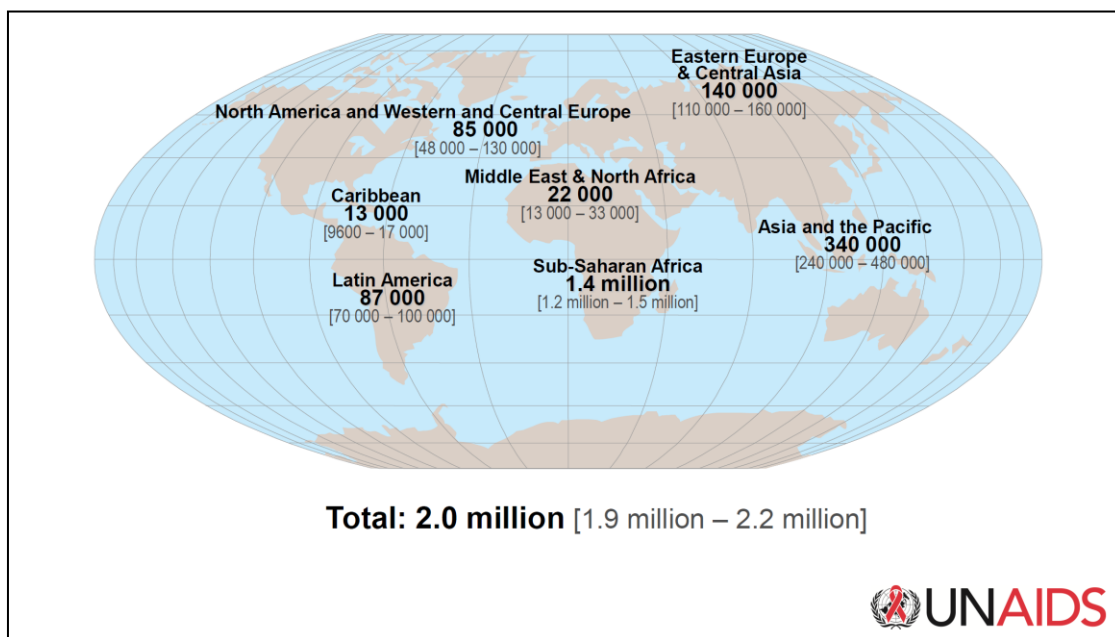 Eastern Europe
& Central Asia
140 000
[110 000 – 160 000]
North America and Western and Central Europe
85 000
[48 000 – 130 000]
Middle East & North Africa
22 000
[13 000 – 33 000]
Caribbean
13 000
[9600 – 17 000]
Asia and the Pacific
340 000
[240 000 – 480 000]
Sub-Saharan Africa
1.4 million
[1.2 million – 1.5 million]
Latin America
87 000
[70 000 – 100 000]
Total: 2.0 million [1.9 million – 2.2 million]
UNAIDS